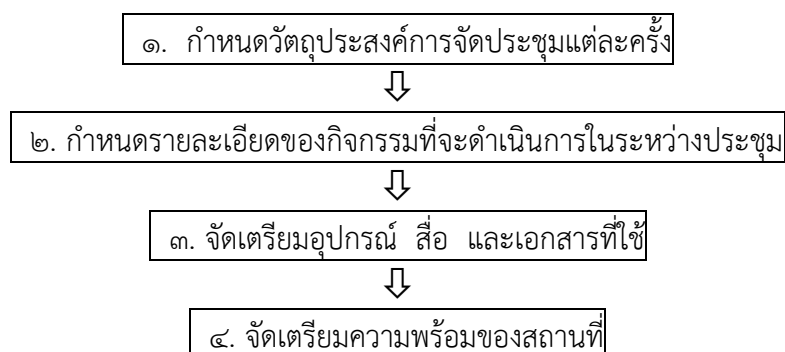 ๑. กำหนดวัตถุประสงค์การจัดประชุมแต่ละครั้ง
๒. กำหนดรายละเอียดของกิจกรรมที่จะดำเนินการในระหว่างประชุม
๓. จัดเตรียมอุปกรณ์ สื่อ และเอกสารที่ใช้
๔. จัดเตรียมความพร้อมของสถานที่